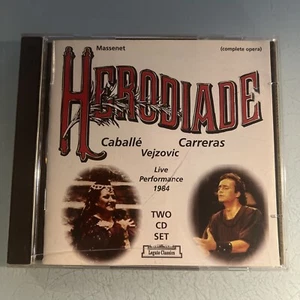 Massenet (complete opera)
HERODIADE
Caballé Carreras
Vejzovic
Live
Performance
1984
TWO
CD
SET
Legato Classics